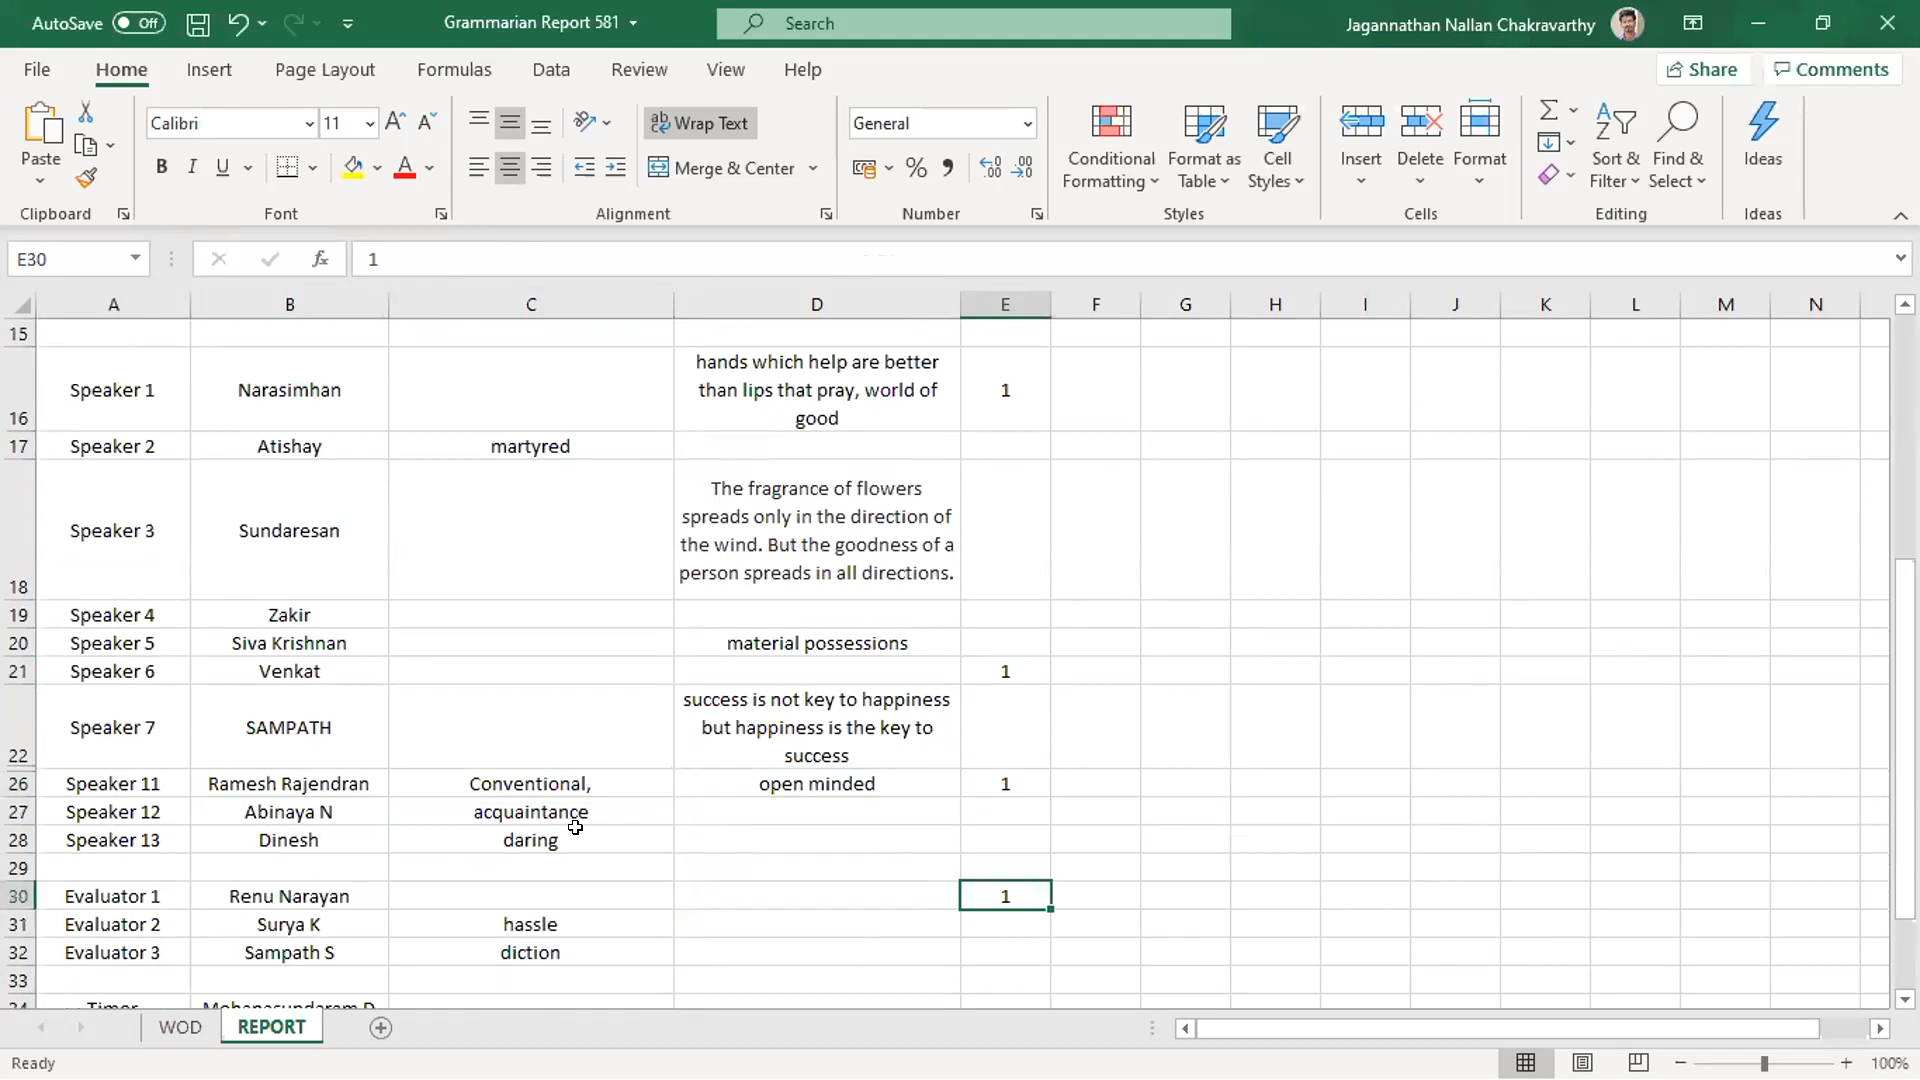 AutoSave Off Grammarian Report 581 Search Jagannathan Nallan Chakravarthy
File Home Insert Page Layout Formulas Data Review View Help Share Comments
Paste Calibri 11 Wrap Text General
B I U A Merge & Center % , Conditional Formatting Format as Table Cell Styles Insert Delete Format Sort & Filter Find & Select Ideas
Clipboard Font Alignment Number Styles Cells Editing Ideas
E30 fx 1
A B C D E F G H I J K L M N
15
hands which help are better
than lips that pray, world of
good
16 Speaker 1 Narasimhan 1
17 Speaker 2 Atishay martyred
The fragrance of flowers
spreads only in the direction of
the wind. But the goodness of a
person spreads in all directions.
18 Speaker 3 Sundaresan
19 Speaker 4 Zakir
20 Speaker 5 Siva Krishnan material possessions
21 Speaker 6 Venkat 1
success is not key to happiness
but happiness is the key to
success
22 Speaker 7 SAMPATH
26 Speaker 11 Ramesh Rajendran Conventional, open minded 1
27 Speaker 12 Abinaya N acquaintance
28 Speaker 13 Dinesh daring
29
30 Evaluator 1 Renu Narayan 1
31 Evaluator 2 Surya K hassle
32 Evaluator 3 Sampath S diction
33
WOD REPORT
Ready 100%